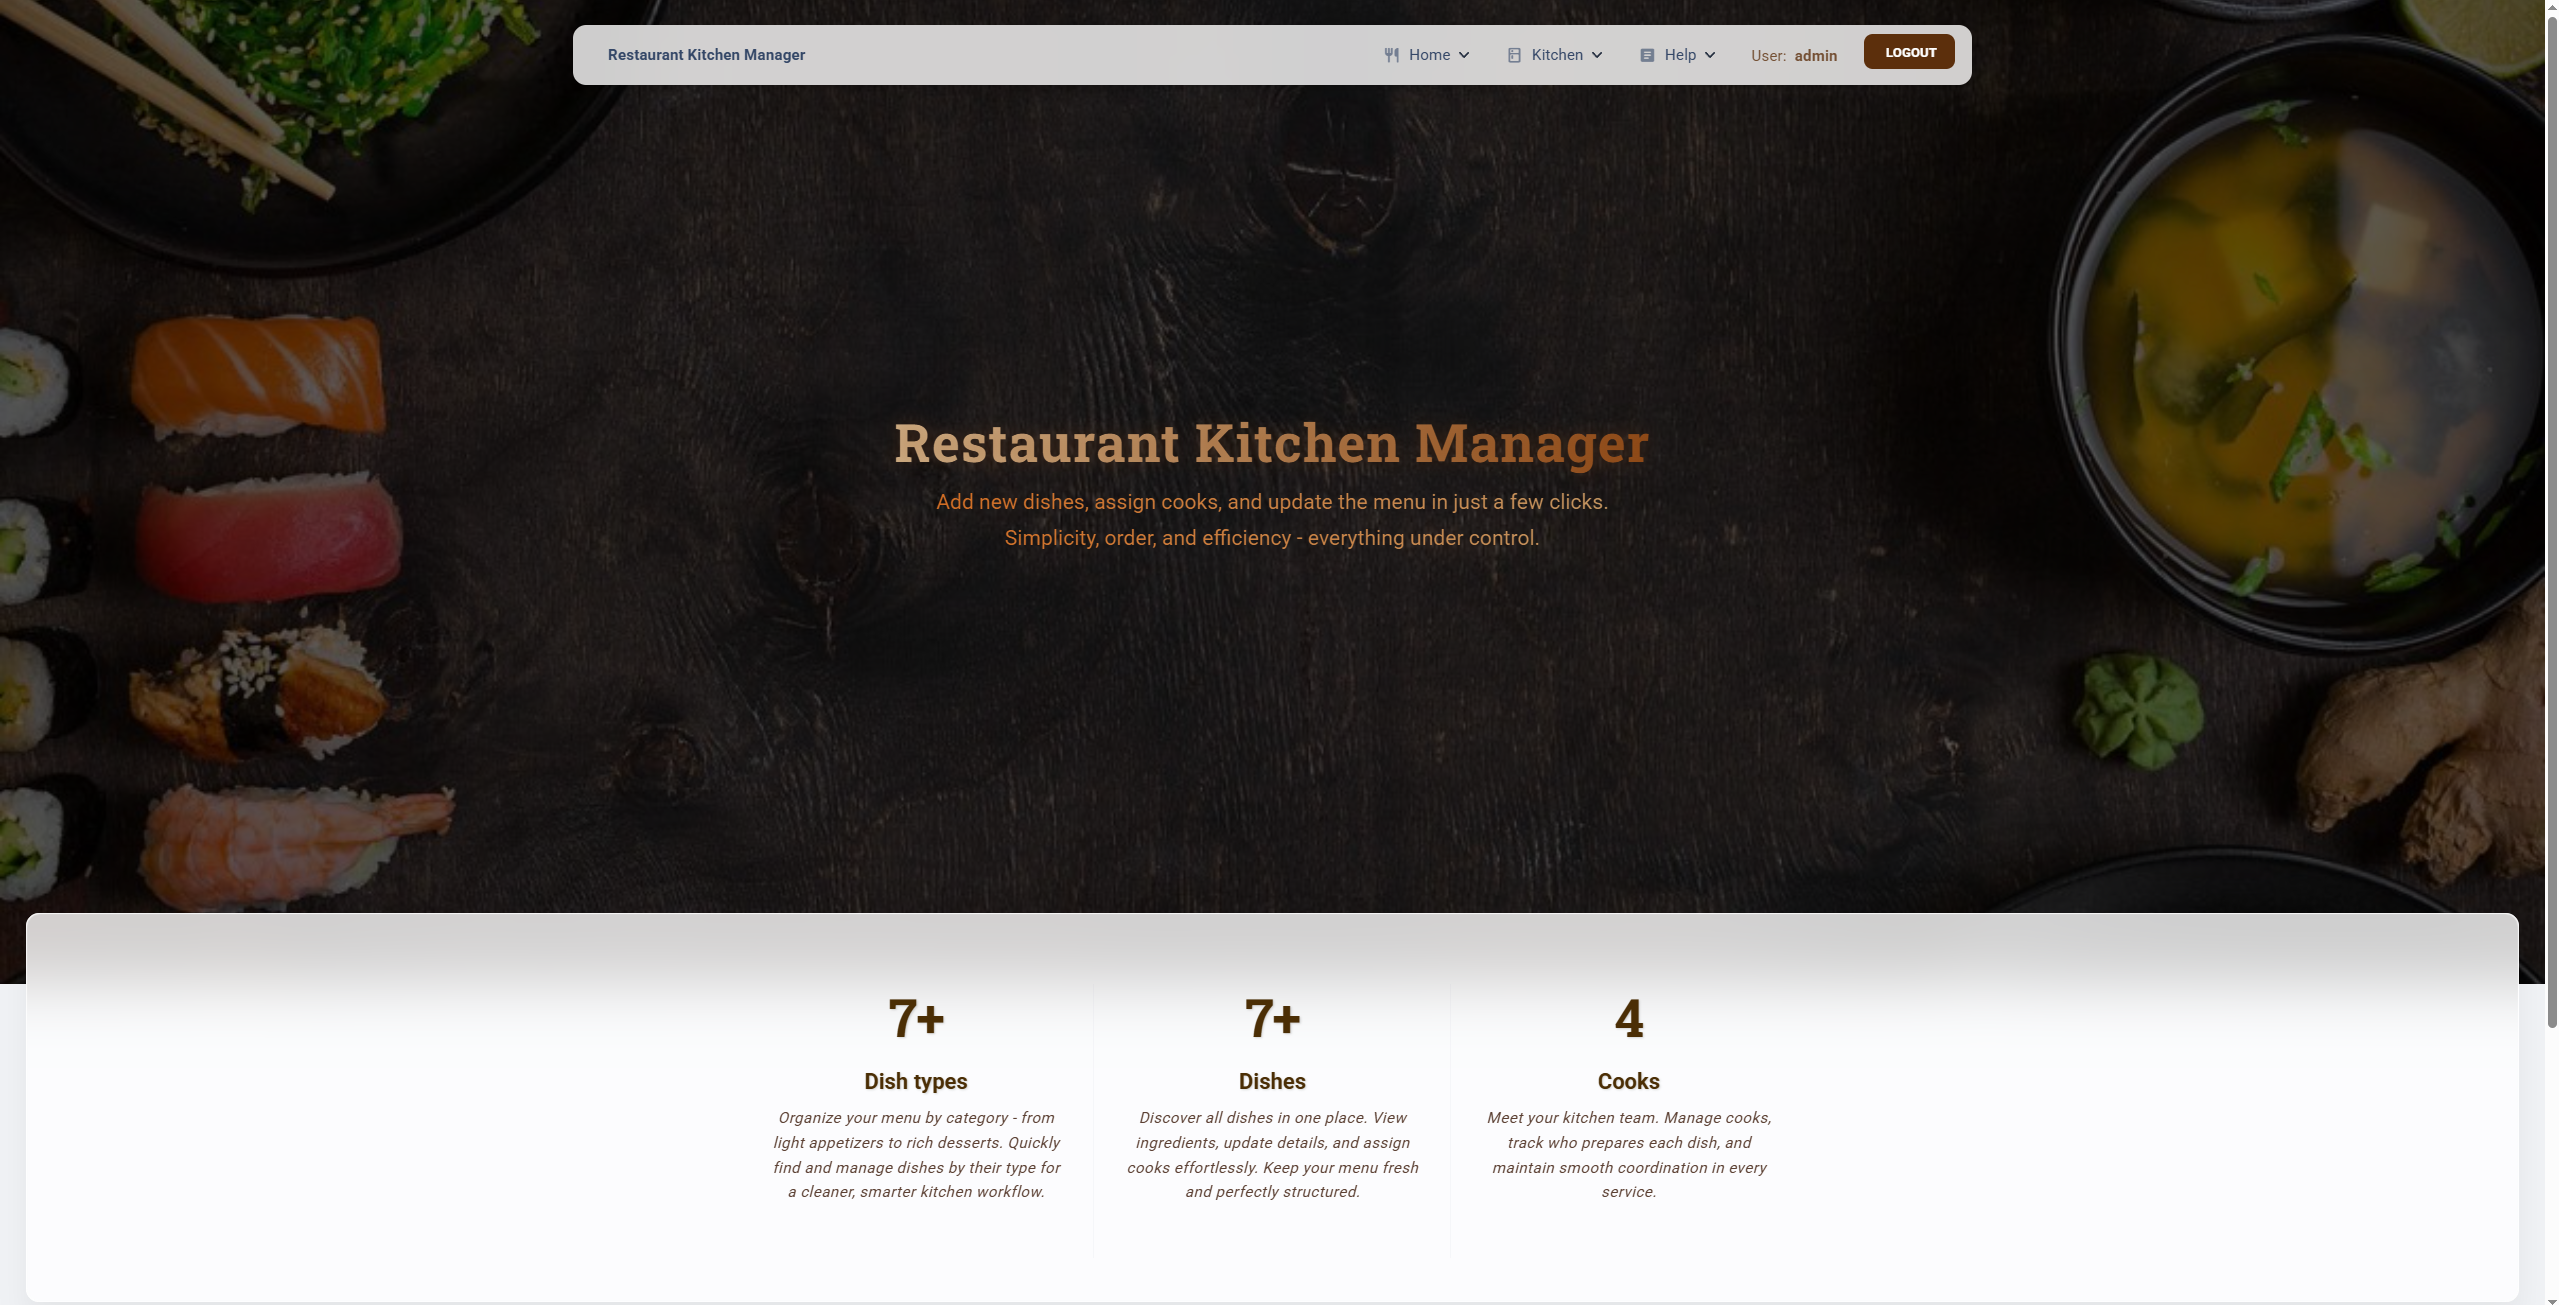 Restaurant Kitchen Manager
Home
Kitchen
Help
User: admin
LOGOUT
Restaurant Kitchen Manager
Add new dishes, assign cooks, and update the menu in just a few clicks.
Simplicity, order, and efficiency - everything under control.
7+
Dish types
Organize your menu by category - from
light appetizers to rich desserts. Quickly
find and manage dishes by their type for
a cleaner, smarter kitchen workflow.
7+
Dishes
Discover all dishes in one place. View
ingredients, update details, and assign
cooks effortlessly. Keep your menu fresh
and perfectly structured.
4
Cooks
Meet your kitchen team. Manage cooks,
track who prepares each dish, and
maintain smooth coordination in every
service.